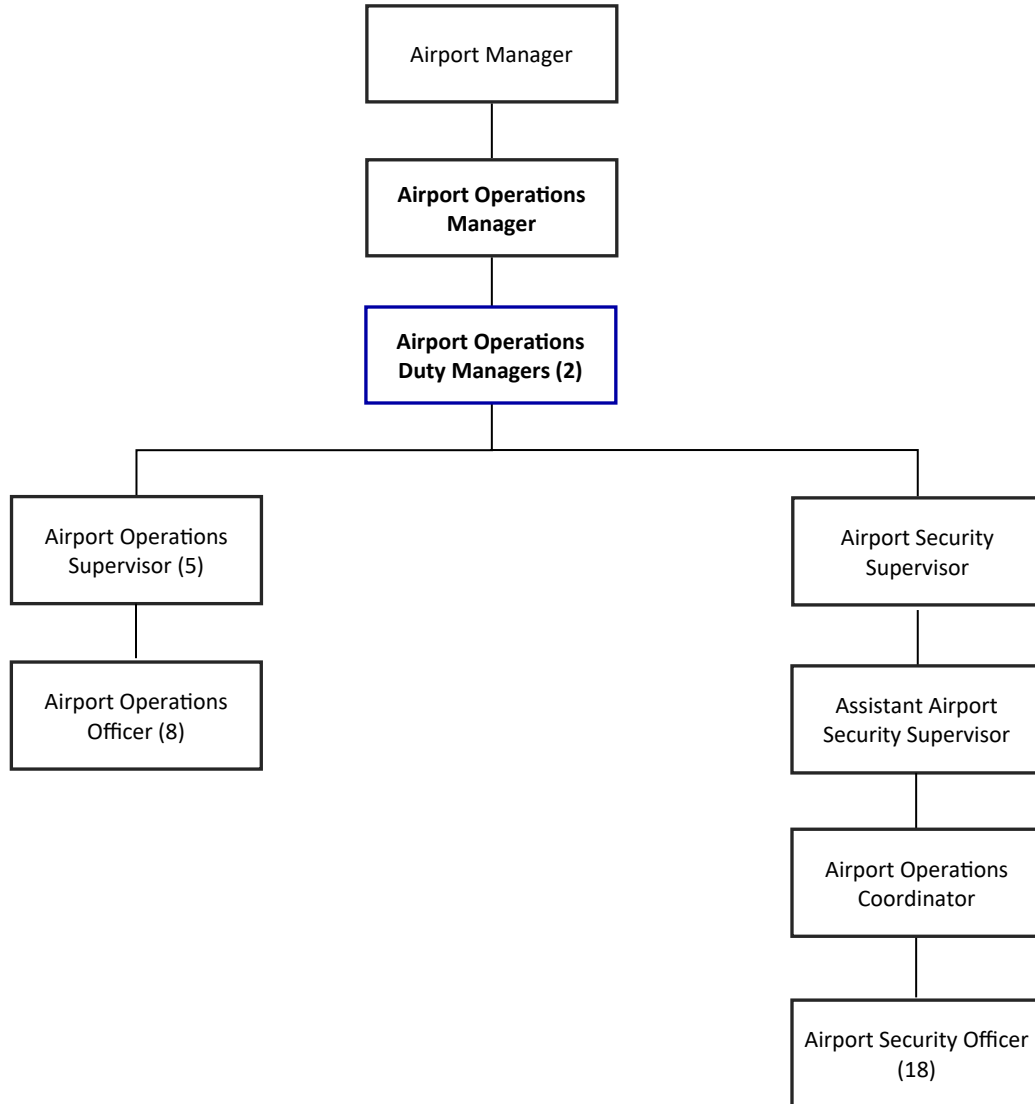 Airport Manager
Airport Operations
Manager
Airport Operations
Duty Managers (2)
Airport Operations
Supervisor (5)
Airport Security
Supervisor
Airport Operations
Officer (8)
Assistant Airport
Security Supervisor
Airport Operations
Coordinator
Airport Security Officer
(18)